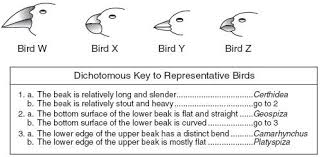 Bird W Bird X Bird Y Bird Z
Dichotomous Key to Representative Birds
1. a. The beak is relatively long and slender..............................Certhidea
b. The beak is relatively stout and heavy..............................go to 2
2. a. The bottom surface of the lower beak is flat and straight ......Geospiza
b. The bottom surface of the lower beak is curved ..................go to 3
3. a. The lower edge of the upper beak has a distinct bend ..........Camarhynchus
b. The lower edge of the upper beak is mostly flat ..................Platyspiza